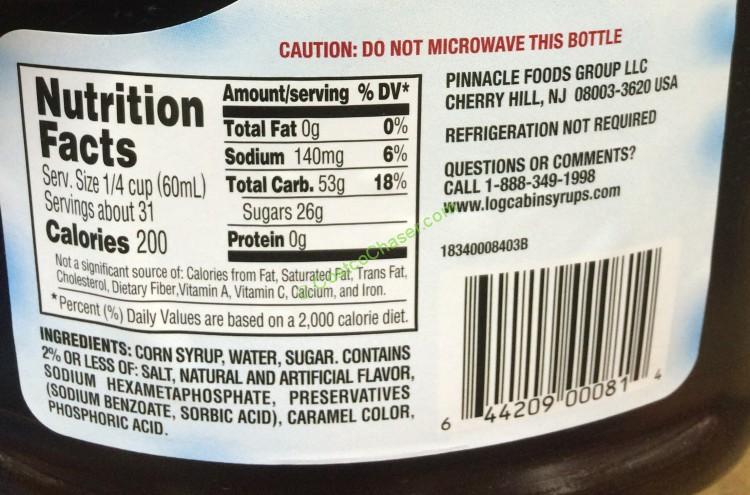 CAUTION: DO NOT MICROWAVE THIS BOTTLE
Nutrition
Facts
Serv. Size 1/4 cup (60mL)
Servings about 31
Calories 200
Amount/serving % DV*
Total Fat 0g 0%
Sodium 140mg 6%
Total Carb. 53g 18%
Sugars 26g
Protein 0g
Not a significant source of: Calories from Fat, Saturated Fat, Trans Fat,
Cholesterol, Dietary Fiber,Vitamin A, Vitamin C, Calcium, and Iron.
*Percent (%) Daily Values are based on a 2,000 calorie diet.
INGREDIENTS: CORN SYRUP, WATER, SUGAR. CONTAINS
2% OR LESS OF: SALT, NATURAL AND ARTIFICIAL FLAVOR,
SODIUM HEXAMETAPHOSPHATE, PRESERVATIVES
(SODIUM BENZOATE, SORBIC ACID), CARAMEL COLOR,
PHOSPHORIC ACID.
PINNACLE FOODS GROUP LLC
CHERRY HILL, NJ 08003-3620 USA
REFRIGERATION NOT REQUIRED
QUESTIONS OR COMMENTS?
CALL 1-888-349-1998
www.logcabinsyrups.com
18340008403B
6 44209 00081 4
CostcoChaser.com